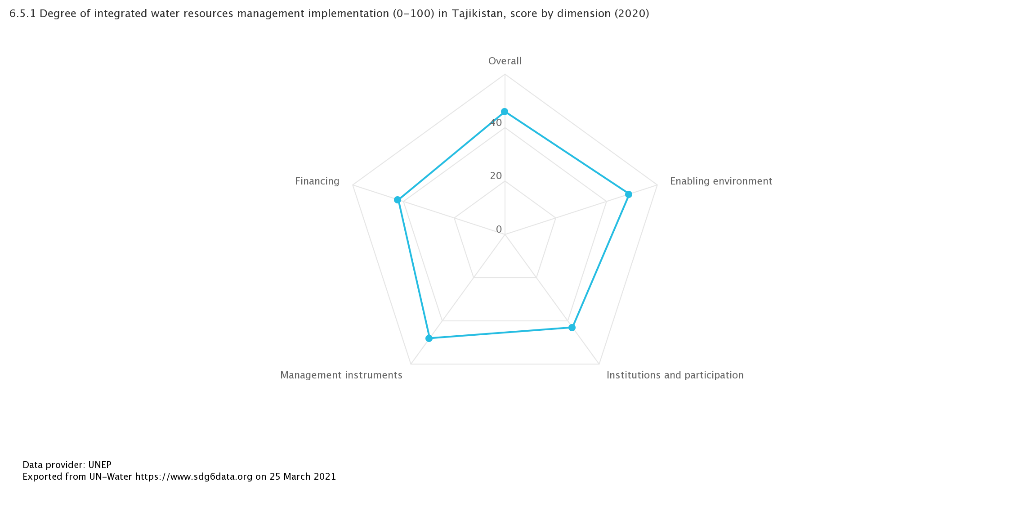 6.5.1 Degree of integrated water resources management implementation (0–100) in Tajikistan, score by dimension (2020)
Overall
40
Financing
20
Enabling environment
0
Management instruments
Institutions and participation
Data provider: UNEP
Exported from UN–Water https://www.sdg6data.org on 25 March 2021